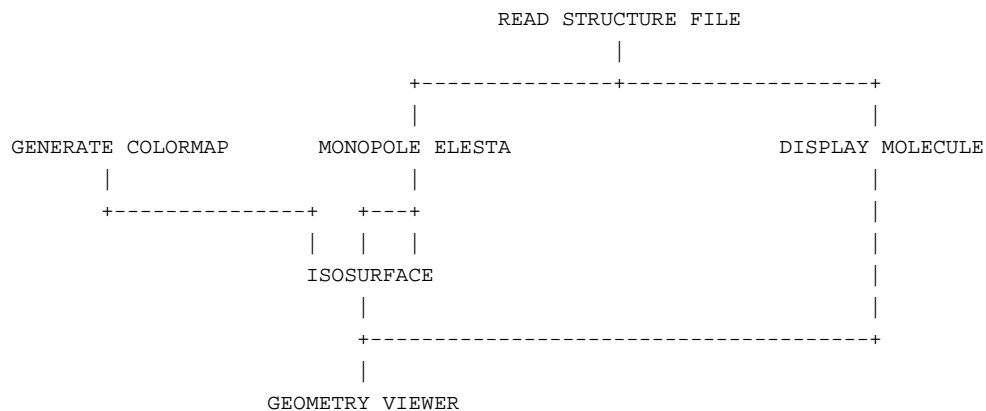 READ STRUCTURE FILE
GENERATE COLORMAP MONOPOLE ELESTA DISPLAY MOLECULE
ISOSURFACE
GEOMETRY VIEWER